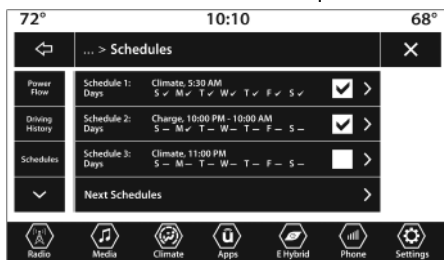 72° 10:10 68°
... > Schedules
Power Flow
Schedule 1: Climate, 5:30 AM
Days S ✓ M ✓ T ✓ W ✓ T ✓ F ✓ S ✓
Driving History
Schedule 2: Charge, 10:00 PM - 10:00 AM
Days S – M ✓ T – W – T – F – S –
Schedules
Schedule 3: Climate, 11:00 PM
Days S – M – T – W – T – F – S –
Next Schedules
Radio Media Climate Apps E Hybrid Phone Settings